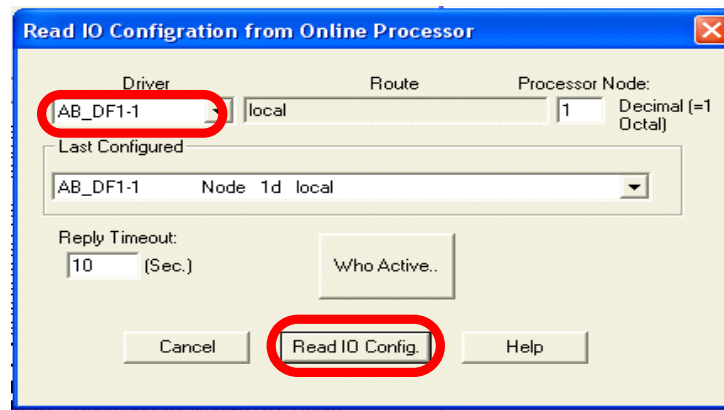 Read IO Configration from Online Processor
Driver Route Processor Node:
AB_DF1-1 local 1 Decimal (=1
Octal)
Last Configured
AB_DF1-1 Node 1d local
Reply Timeout:
10 (Sec.) Who Active..
Cancel Read IO Config. Help